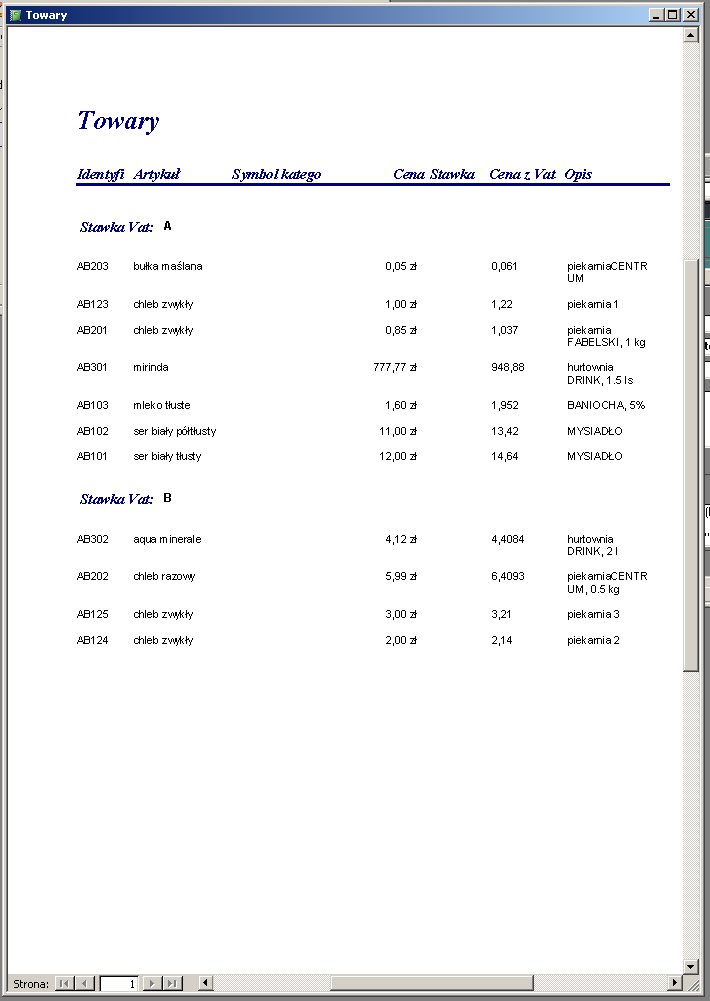 Towary
Towary
Identyfi Artykuł Symbol katego Cena Stawka Cena z Vat Opis
Stawka Vat: A
AB203 bułka maślana 0,05 zł 0,061 piekarniaCENTR
UM
AB123 chleb zwykły 1,00 zł 1,22 piekarnia 1
AB201 chleb zwykły 0,85 zł 1,037 piekarnia
FABELSKI, 1 kg
AB301 mirinda 777,77 zł 948,88 hurtownia
DRINK, 1.5 ls
AB103 mleko tłuste 1,60 zł 1,952 BANIOCHA, 5%
AB102 ser biały półtłusty 11,00 zł 13,42 MYSIADŁO
AB101 ser biały tłusty 12,00 zł 14,64 MYSIADŁO
Stawka Vat: B
AB302 aqua minerale 4,12 zł 4,4084 hurtownia
DRINK, 2 l
AB202 chleb razowy 5,99 zł 6,4093 piekarniaCENTR
UM, 0.5 kg
AB125 chleb zwykły 3,00 zł 3,21 piekarnia 3
AB124 chleb zwykły 2,00 zł 2,14 piekarnia 2
Strona: 1